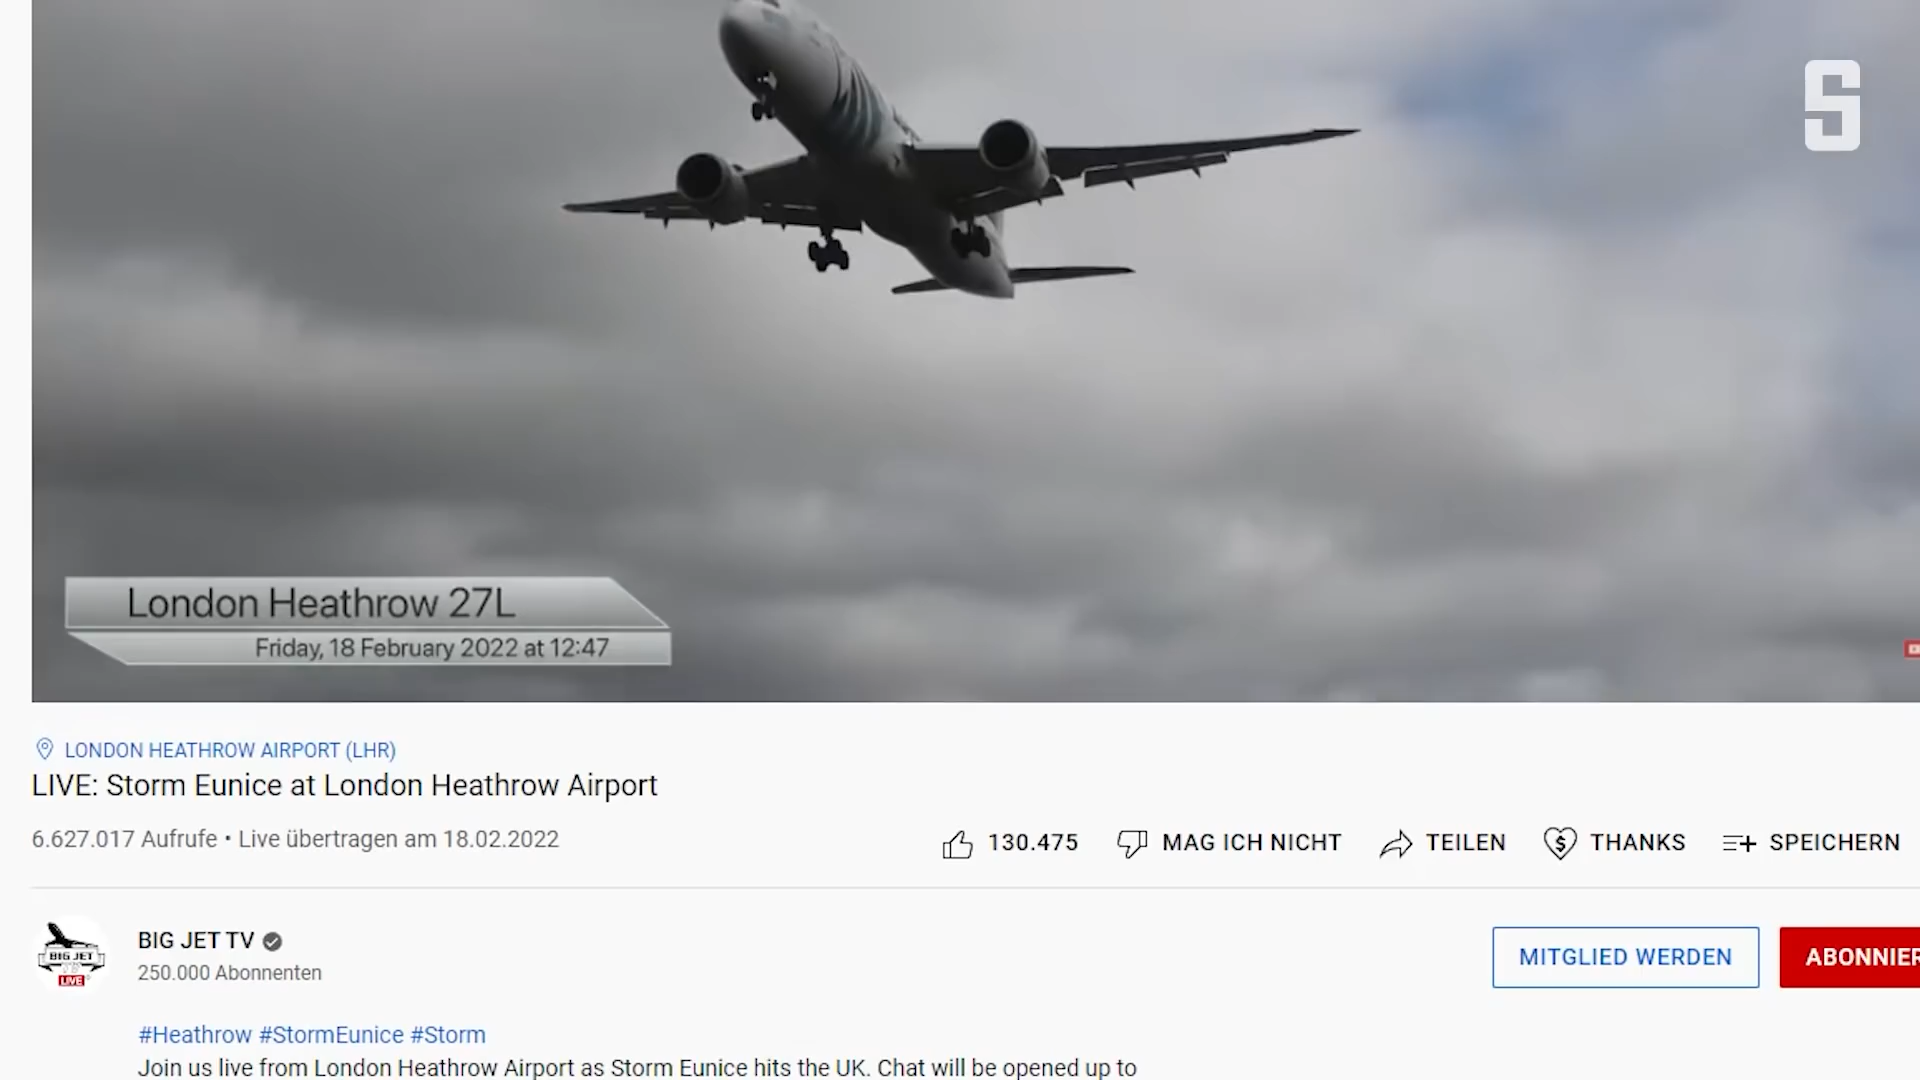 S
London Heathrow 27L
Friday, 18 February 2022 at 12:47
LONDON HEATHROW AIRPORT (LHR)
LIVE: Storm Eunice at London Heathrow Airport
6.627.017 Aufrufe • Live übertragen am 18.02.2022
130.475 MAG ICH NICHT TEILEN THANKS SPEICHERN
BIG JET TV
250.000 Abonnenten
BIG JET
LIVE
MITGLIED WERDEN
ABONNIER
#Heathrow #StormEunice #Storm
Join us live from London Heathrow Airport as Storm Eunice hits the UK. Chat will be opened up to